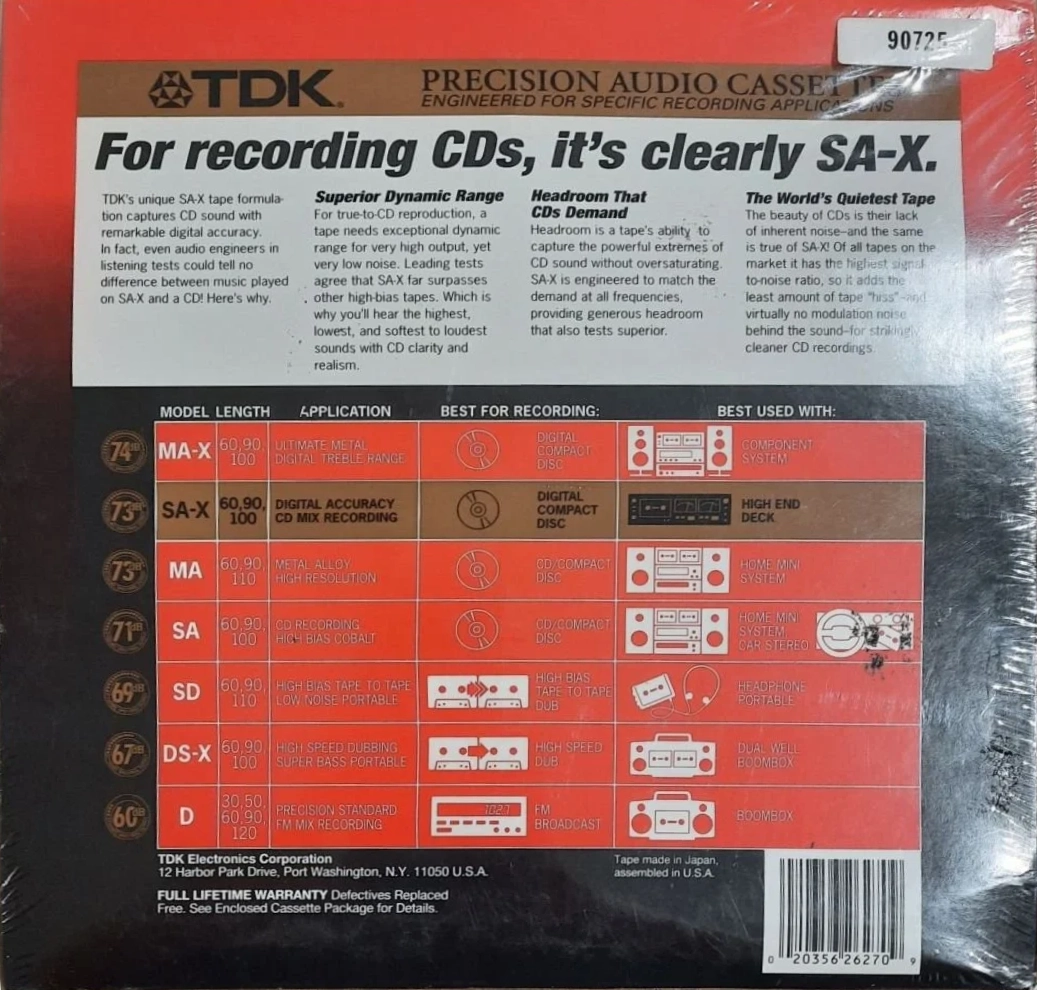 90725
TDK
PRECISION AUDIO CASSETTES
ENGINEERED FOR SPECIFIC RECORDING APPLICATIONS
For recording CDs, it's clearly SA-X.
TDK's unique SA-X tape formula-
tion captures CD sound with
remarkable digital accuracy.
In fact, even audio engineers in
listening tests could tell no
difference between music played
on SA-X and a CD! Here's why.
Superior Dynamic Range
For true-to-CD reproduction, a
tape needs exceptional dynamic
range for very high output, yet
very low noise. Leading tests
agree that SA-X far surpasses
other high-bias tapes. Which is
why you'll hear the highest,
lowest, and softest to loudest
sounds with CD clarity and
realism.
Headroom That
CDs Demand
Headroom is a tape's ability to
capture the powerful extremes of
CD sound without oversaturating.
SA-X is engineered to match the
demand at all frequencies,
providing generous headroom
that also tests superior.
The World's Quietest Tape
The beauty of CDs is their lack
of inherent noise–and the same
is true of SA-X! Of all tapes on the
market it has the highest signal-
to-noise ratio, so it adds the
least amount of tape "hiss"–and
virtually no modulation noise
behind the sound–for strikingly
cleaner CD recordings.
MODEL LENGTH APPLICATION BEST FOR RECORDING: BEST USED WITH:
74dB
MA-X
60,90,
100
ULTIMATE METAL
DIGITAL TREBLE RANGE
DIGITAL
COMPACT
DISC
COMPONENT
SYSTEM
73dB
SA-X
60,90,
100
DIGITAL ACCURACY
CD MIX RECORDING
DIGITAL
COMPACT
DISC
HIGH END
DECK
73dB
MA
60,90,
110
METAL ALLOY
HIGH RESOLUTION
CD/COMPACT
DISC
HOME MINI
SYSTEM
71dB
SA
60,90,
100
CD RECORDING
HIGH BIAS COBALT
CD/COMPACT
DISC
HOME MINI
SYSTEM
CAR STEREO
69dB
SD
60,90,
110
HIGH BIAS TAPE TO TAPE
LOW NOISE PORTABLE
HIGH BIAS
TAPE TO TAPE
DUB
HEADPHONE
PORTABLE
67dB
DS-X
60,90,
100
HIGH SPEED DUBBING
SUPER BASS PORTABLE
HIGH SPEED
DUB
DUAL WELL
BOOMBOX
60dB
D
30,50,
60,90,
120
PRECISION STANDARD
FM MIX RECORDING
102.7
FM
BROADCAST
BOOMBOX
TDK Electronics Corporation
12 Harbor Park Drive, Port Washington, N.Y. 11050 U.S.A.
FULL LIFETIME WARRANTY Defectives Replaced
Free. See Enclosed Cassette Package for Details.
Tape made in Japan,
assembled in U.S.A.
0 20356 26270 9